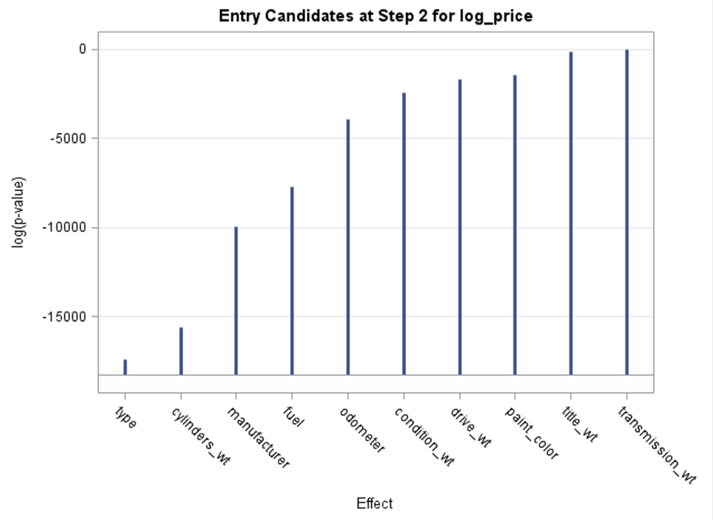 Entry Candidates at Step 2 for log_price
0
-5000
-10000
-15000
log(p-value)
type
cylinders_wt
manufacturer
fuel
odometer
condition_wt
drive_wt
paint_color
title_wt
transmission_wt
Effect